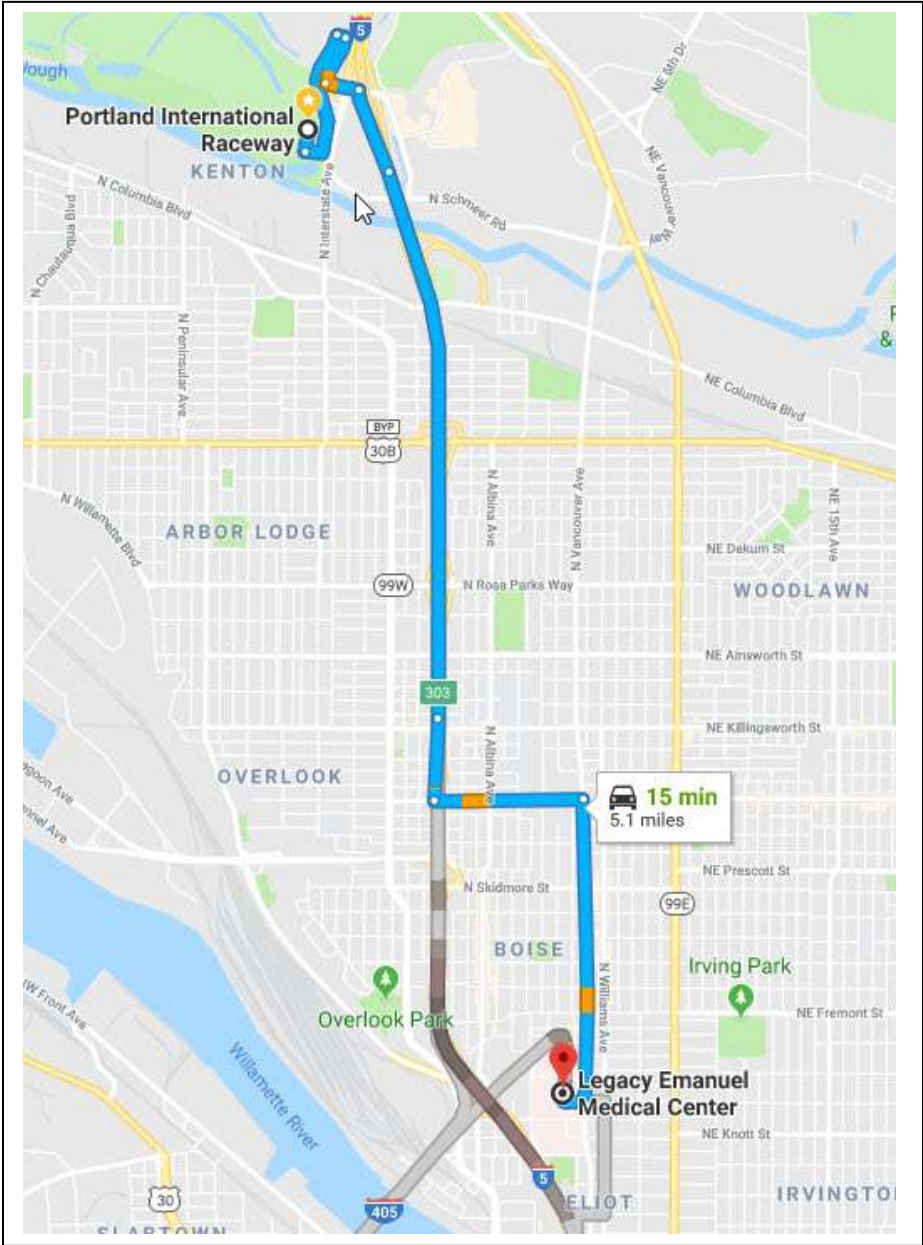 5
Portland International
Raceway
KENTON
NE 6th Dr
NE Vancouver Way
N Columbia Blvd
N Schmeer Rd
N Interstate Ave
N Chautauqua Blvd
N Peninsular Ave
&
NE Columbia Blvd
BYP
30B
N Willamette Blvd
N Albina Ave
N Vancouver Ave
NE 15th Ave
ARBOR LODGE
NE Dekum St
99W
N Rosa Parks Way
WOODLAWN
NE Ainsworth St
303
NE Killingsworth St
N Albina Ave
OVERLOOK
15 min
5.1 miles
NE Prescott St
N Skidmore St
99E
BOISE
Irving Park
N Williams Ave
NE Fremont St
Overlook Park
NW Front Ave
Willamette River
Legacy Emanuel
Medical Center
NE Knott St
5
30
405
ELIOT
IRVINGTO
SLABTOWN